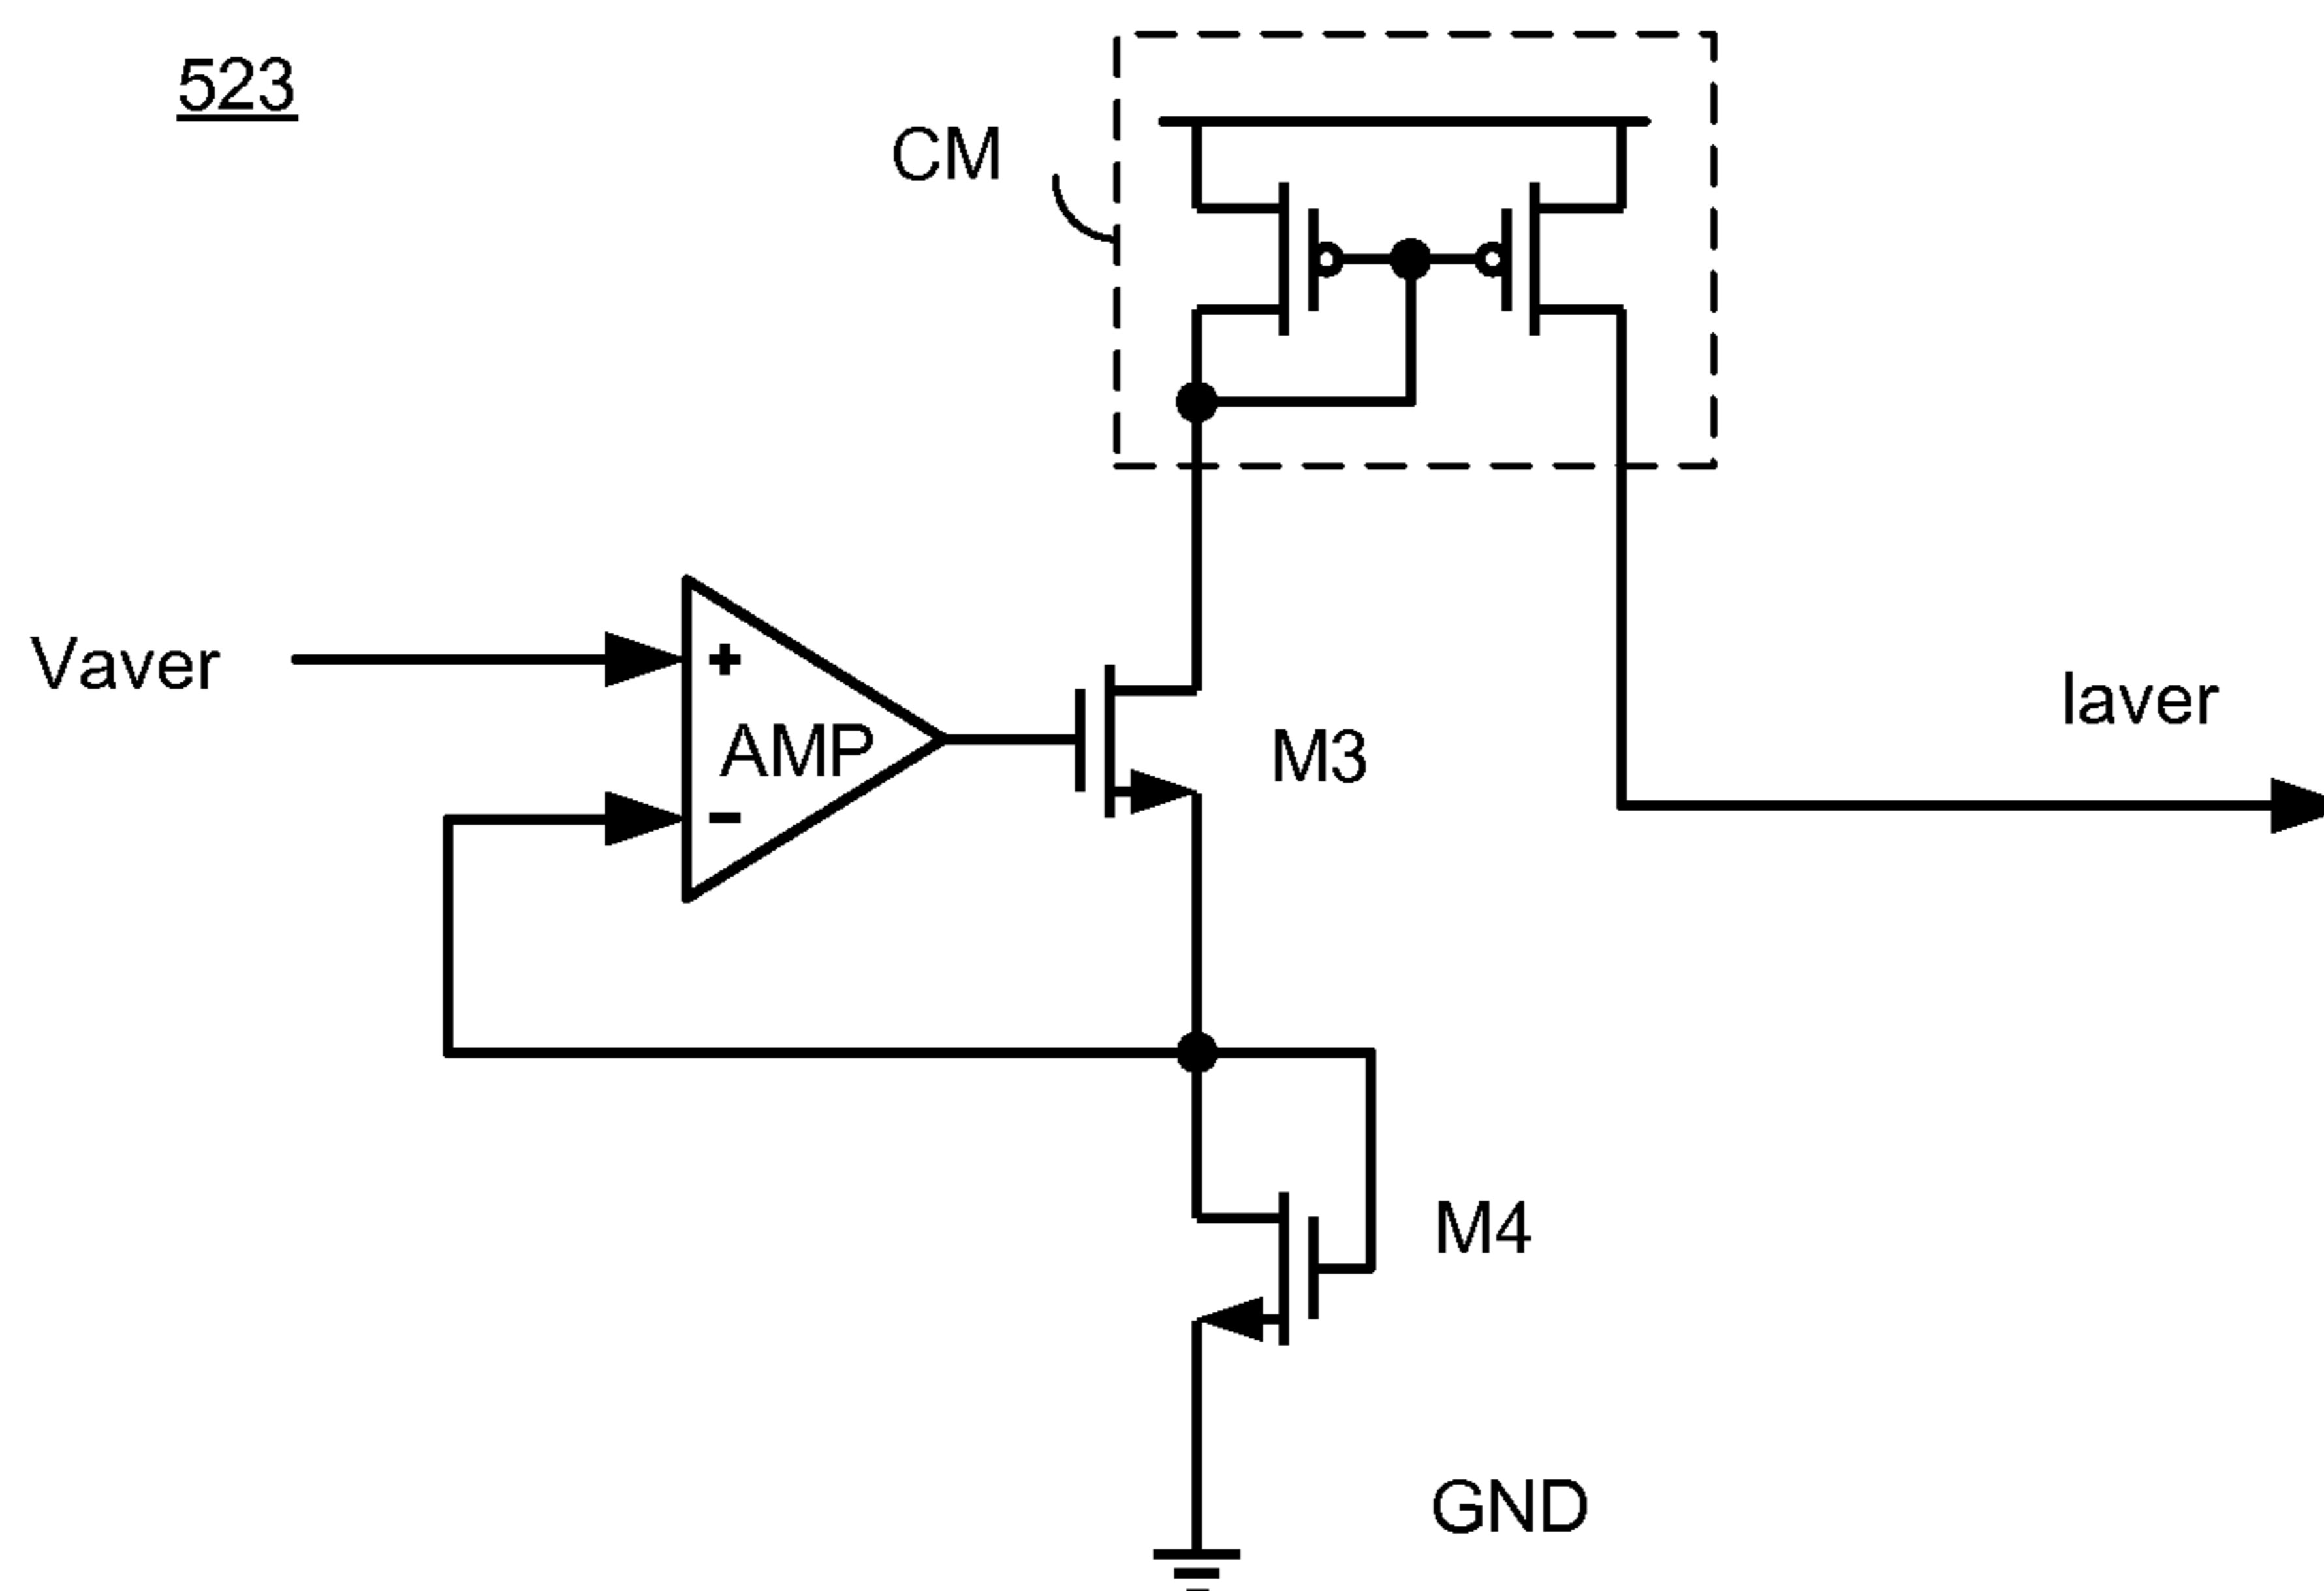 523
CM
Vaver
+
AMP
-
M3
Iaver
M4
GND